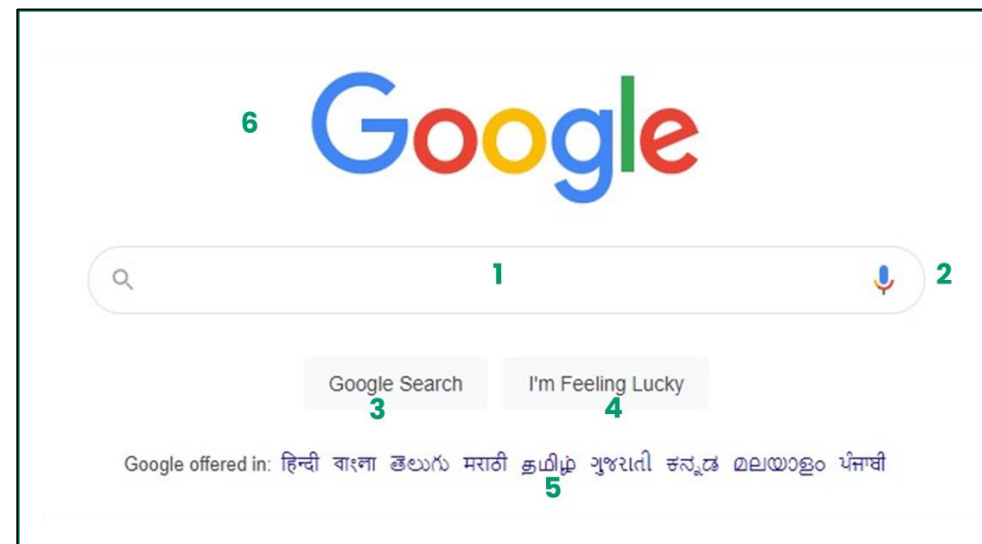 6 Google
1 2
Google Search I'm Feeling Lucky
3 4
Google offered in: हिन्दी বাংলা తెలుగు मराठी தமிழ் ગુજરાતી ಕನ್ನಡ മലയാളം ਪੰਜਾਬੀ
5